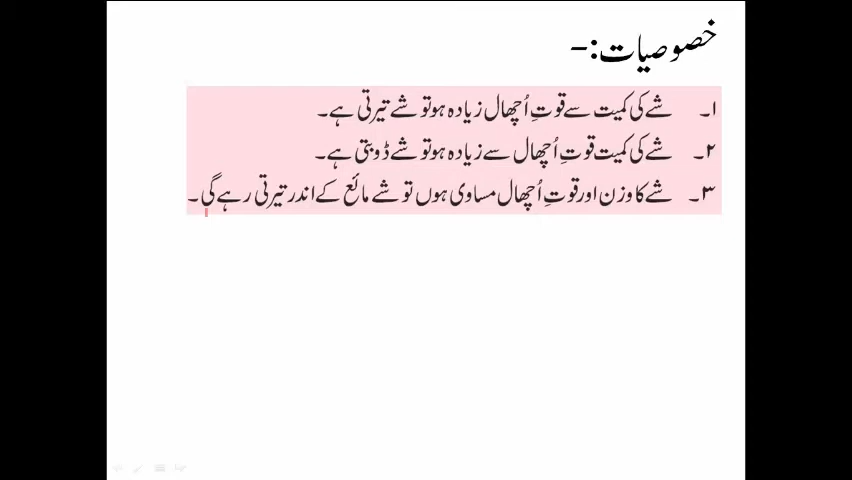 خصوصیات:-
۱۔ شے کی کمیت سے قوتِ اُچھال زیادہ ہو تو شے تیرتی ہے۔
۲۔ شے کی کمیت قوتِ اُچھال سے زیادہ ہو تو شے ڈوبتی ہے۔
۳۔ شے کا وزن اور قوتِ اُچھال مساوی ہوں تو شے مائع کے اندر تیرتی رہے گی۔